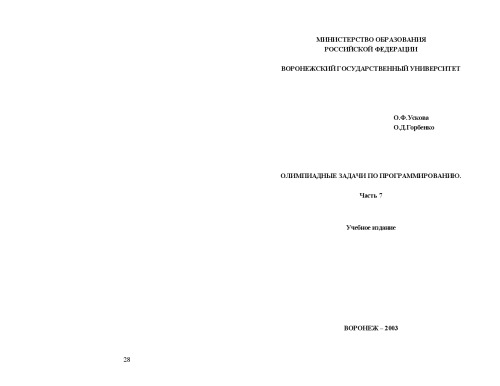 28
МИНИСТЕРСТВО ОБРАЗОВАНИЯ
РОССИЙСКОЙ ФЕДЕРАЦИИ
ВОРОНЕЖСКИЙ ГОСУДАРСТВЕННЫЙ УНИВЕРСИТЕТ
О.Ф.Ускова
О.Д.Горбенко
ОЛИМПИАДНЫЕ ЗАДАЧИ ПО ПРОГРАММИРОВАНИЮ.
Часть 7
Учебное издание
ВОРОНЕЖ – 2003